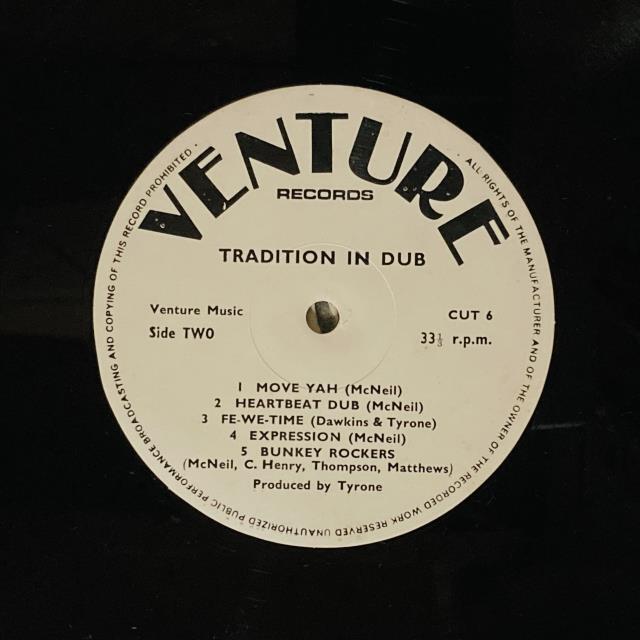 VENTURE
RECORDS
TRADITION IN DUB
Venture Music
CUT 6
Side TWO
33⅓ r.p.m.
1 MOVE YAH (McNeil)
2 HEARTBEAT DUB (McNeil)
3 FE-WE-TIME (Dawkins & Tyrone)
4 EXPRESSION (McNeil)
5 BUNKEY ROCKERS
(McNeil, C. Henry, Thompson, Matthews)
Produced by Tyrone
· ALL RIGHTS OF THE MANUFACTURER AND OF THE OWNER OF THE RECORDED WORK RESERVED UNAUTHORIZED PUBLIC PERFORMANCE BROADCASTING AND COPYING OF THIS RECORD PROHIBITED ·